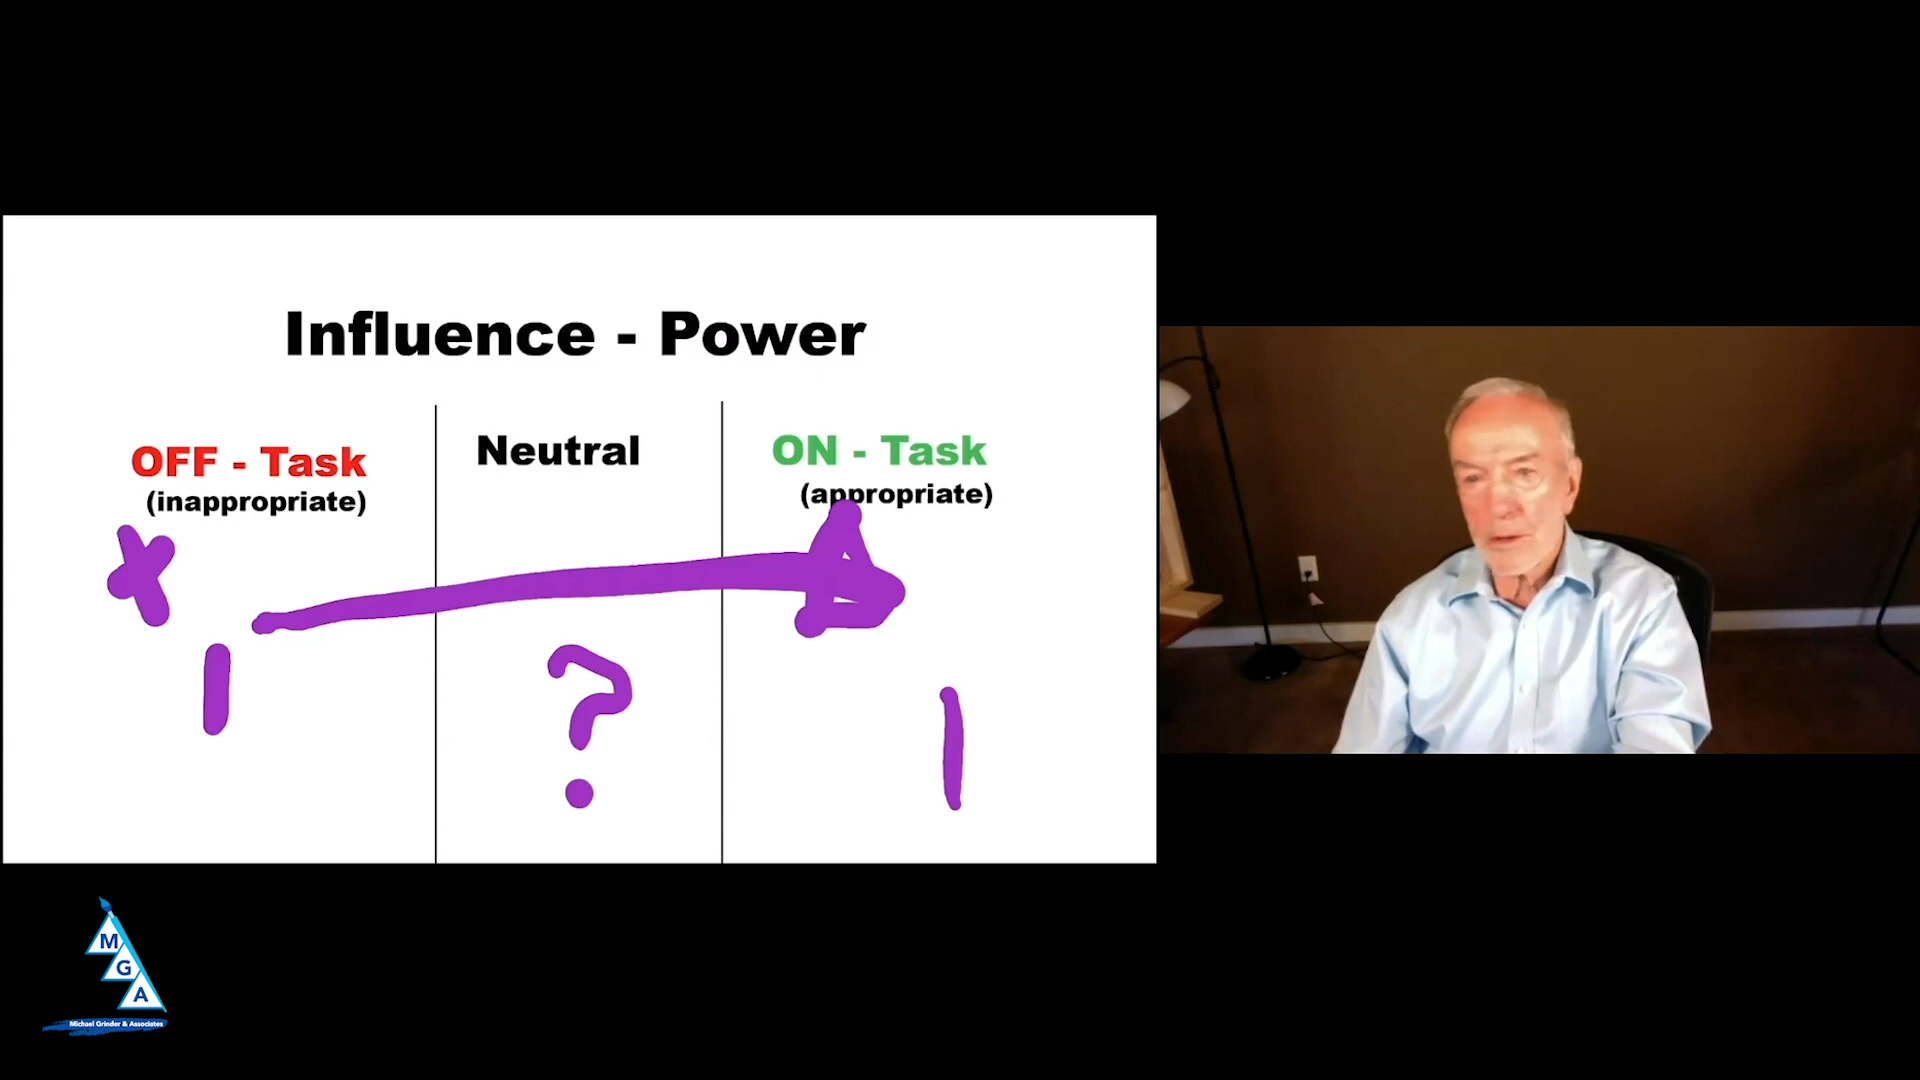 Influence - Power
OFF - Task
(inappropriate)
Neutral
ON - Task
(appropriate)
?
M
G
A
Michael Grinder & Associates